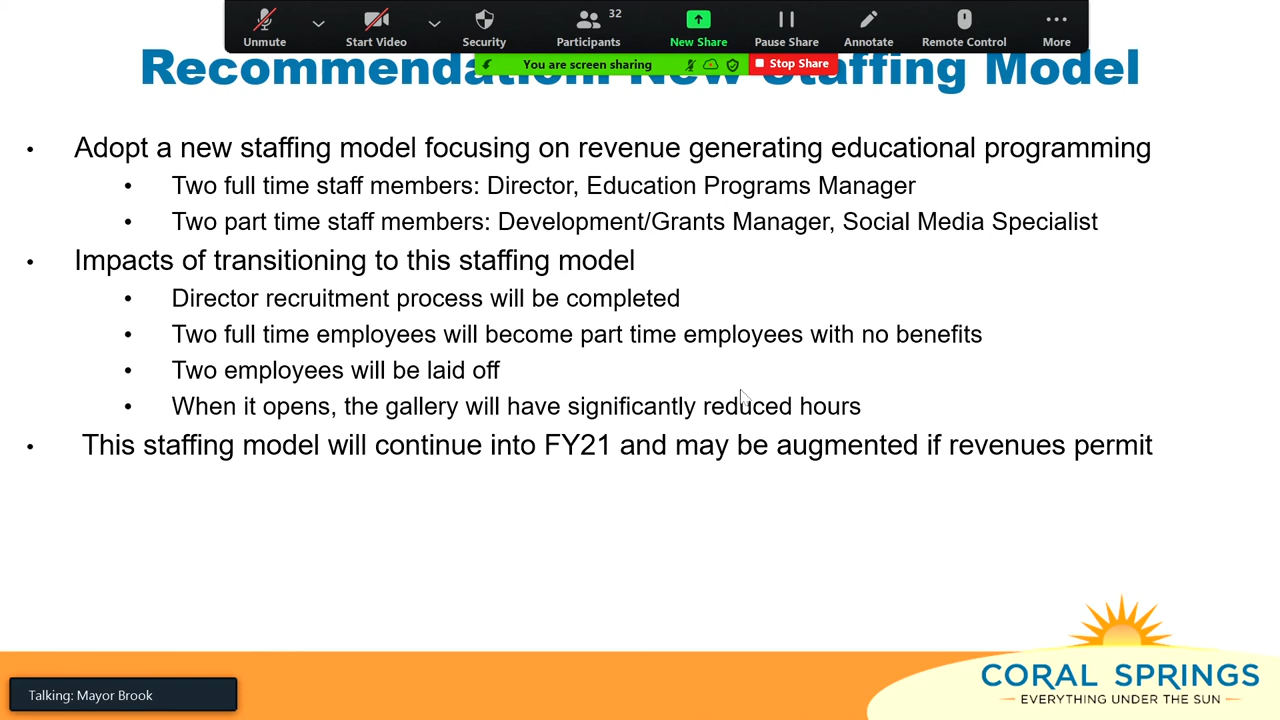 Unmute
Start Video
Security
Participants
32
New Share
Pause Share
Annotate
Remote Control
More
You are screen sharing
Stop Share
Recommendation: New Staffing Model
• Adopt a new staffing model focusing on revenue generating educational programming
• Two full time staff members: Director, Education Programs Manager
• Two part time staff members: Development/Grants Manager, Social Media Specialist
• Impacts of transitioning to this staffing model
• Director recruitment process will be completed
• Two full time employees will become part time employees with no benefits
• Two employees will be laid off
• When it opens, the gallery will have significantly reduced hours
• This staffing model will continue into FY21 and may be augmented if revenues permit
CORAL SPRINGS
EVERYTHING UNDER THE SUN
Talking: Mayor Brook